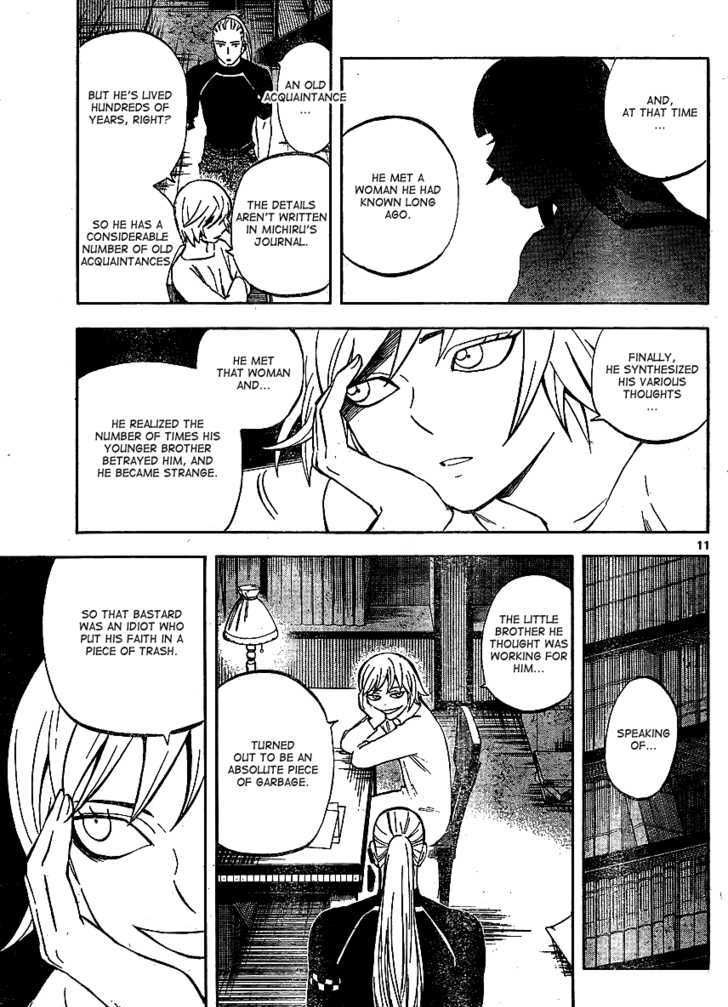 AND,
AT THAT TIME
...
HE MET A
WOMAN HE HAD
KNOWN LONG
AGO.
AN OLD
ACQUAINTANCE
...
BUT HE'S LIVED
HUNDREDS OF
YEARS, RIGHT?
THE DETAILS
AREN'T WRITTEN
IN MICHIRU'S
JOURNAL.
SO HE HAS A
CONSIDERABLE
NUMBER OF OLD
ACQUAINTANCES
FINALLY,
HE SYNTHESIZED
HIS VARIOUS
THOUGHTS
...
HE MET
THAT WOMAN
AND...
HE REALIZED THE
NUMBER OF TIMES HIS
YOUNGER BROTHER
BETRAYED HIM, AND
HE BECAME STRANGE.
11
SPEAKING
OF...
THE LITTLE
BROTHER HE
THOUGHT WAS
WORKING FOR
HIM...
TURNED
OUT TO BE AN
ABSOLUTE PIECE
OF GARBAGE.
SO THAT BASTARD
WAS AN IDIOT WHO
PUT HIS FAITH IN A
PIECE OF TRASH.